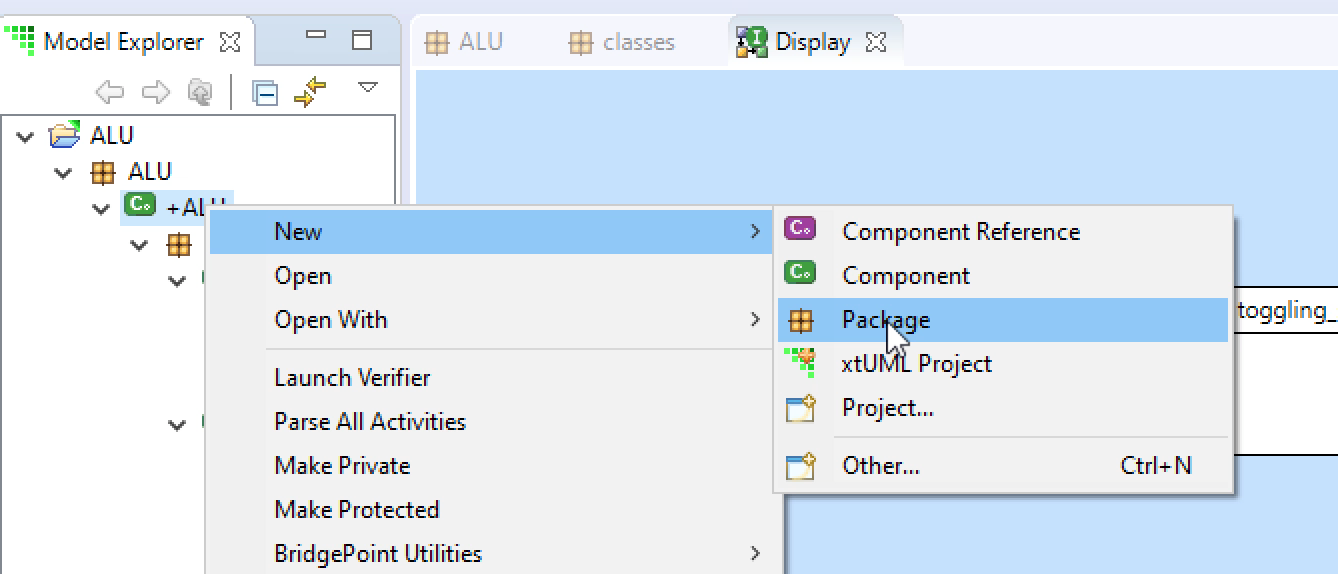 Model Explorer
ALU
classes
Display
ALU
ALU
+ALU
New
Open
Open With
Launch Verifier
Parse All Activities
Make Private
Make Protected
BridgePoint Utilities
Component Reference
Component
Package
xtUML Project
Project...
Other... Ctrl+N
toggling_